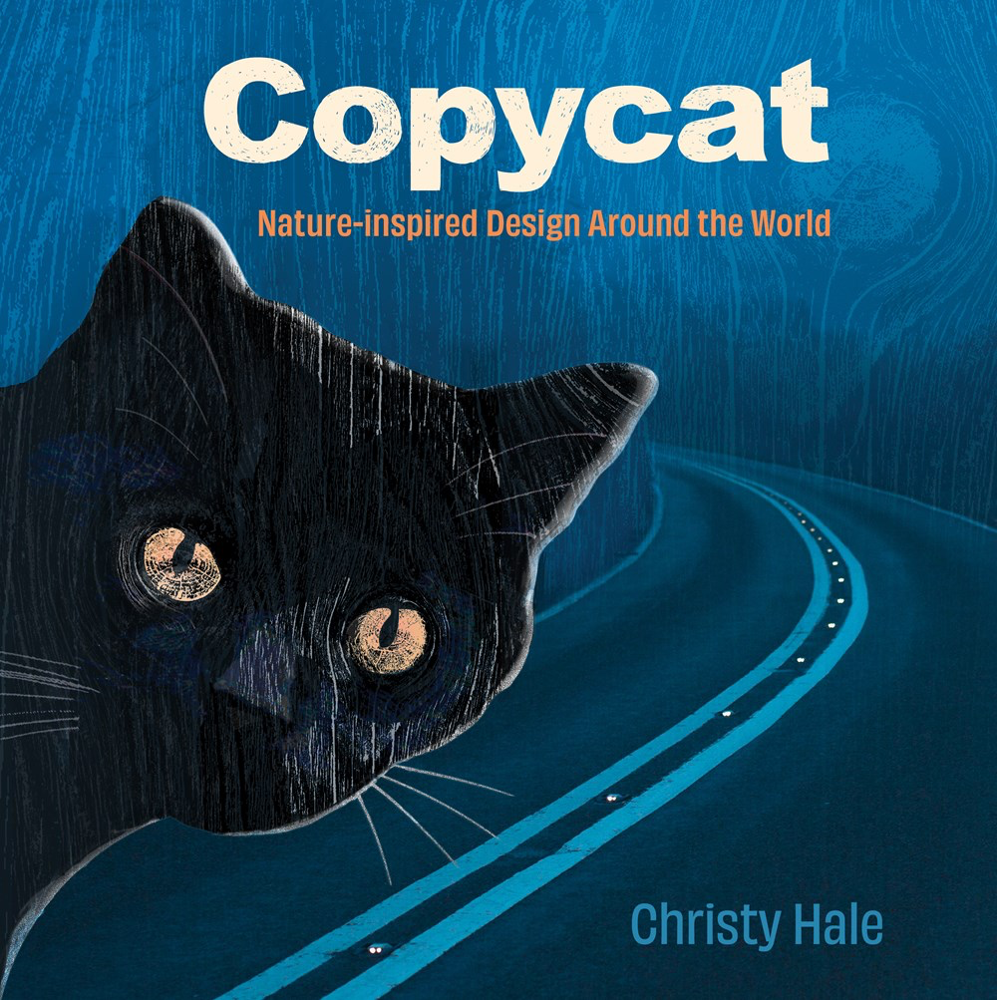 Copycat
Nature-inspired Design Around the World
Christy Hale